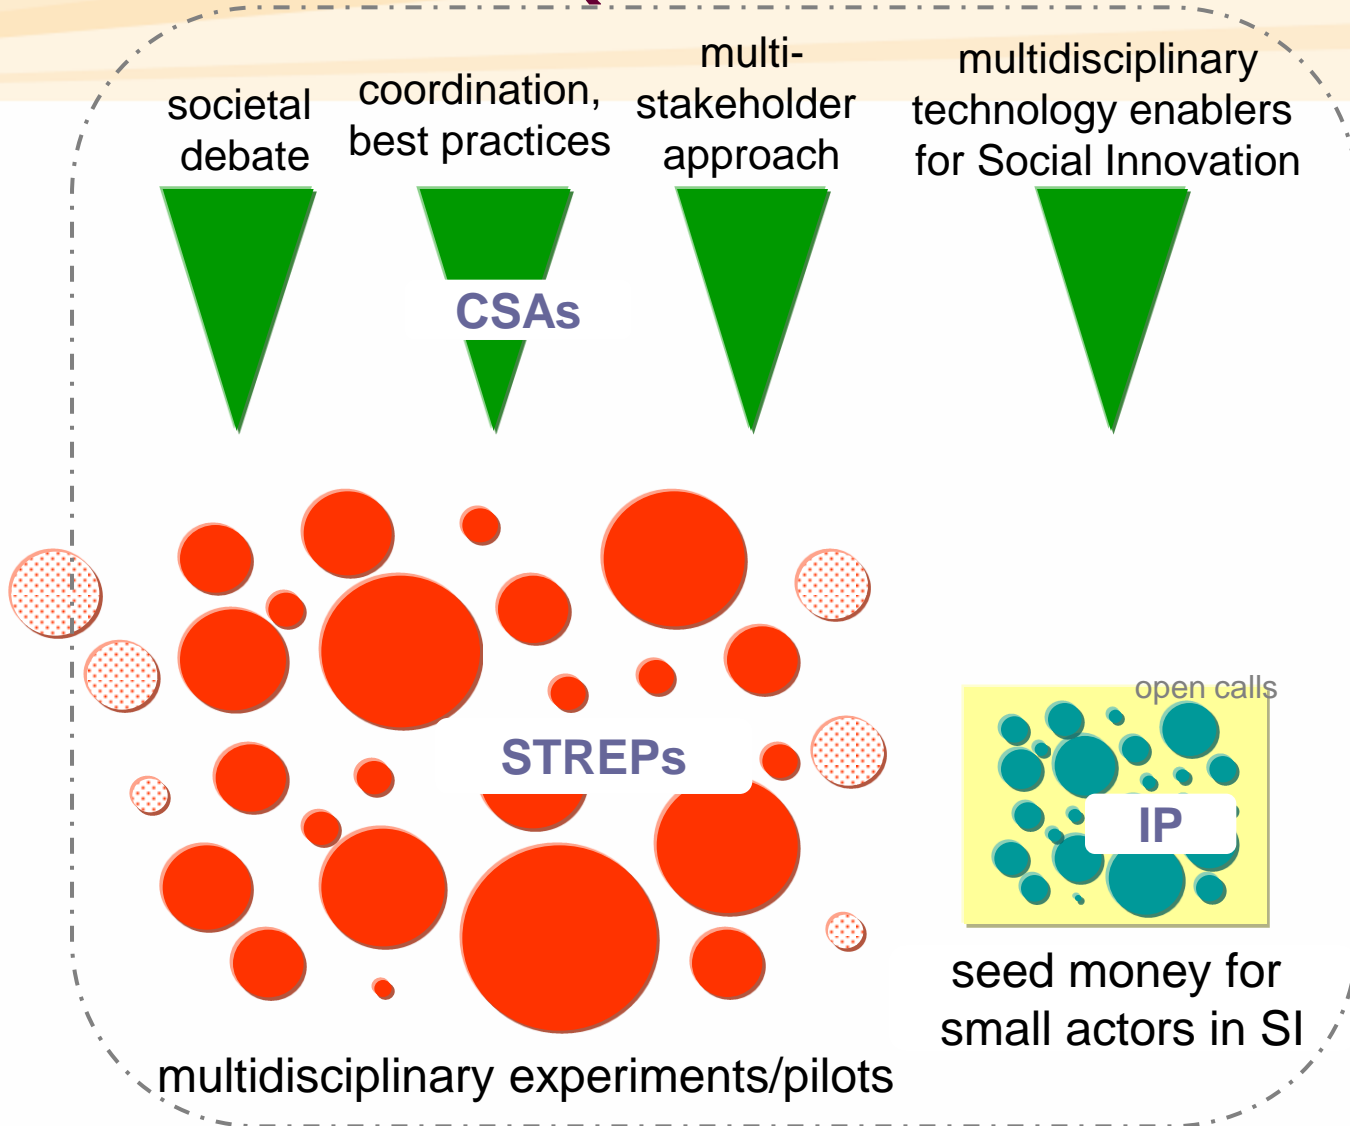 societal
debate
coordination,
best practices
multi-
stakeholder
approach
multidisciplinary
technology enablers
for Social Innovation
CSAs
STREPs
open calls
IP
seed money for
small actors in SI
multidisciplinary experiments/pilots